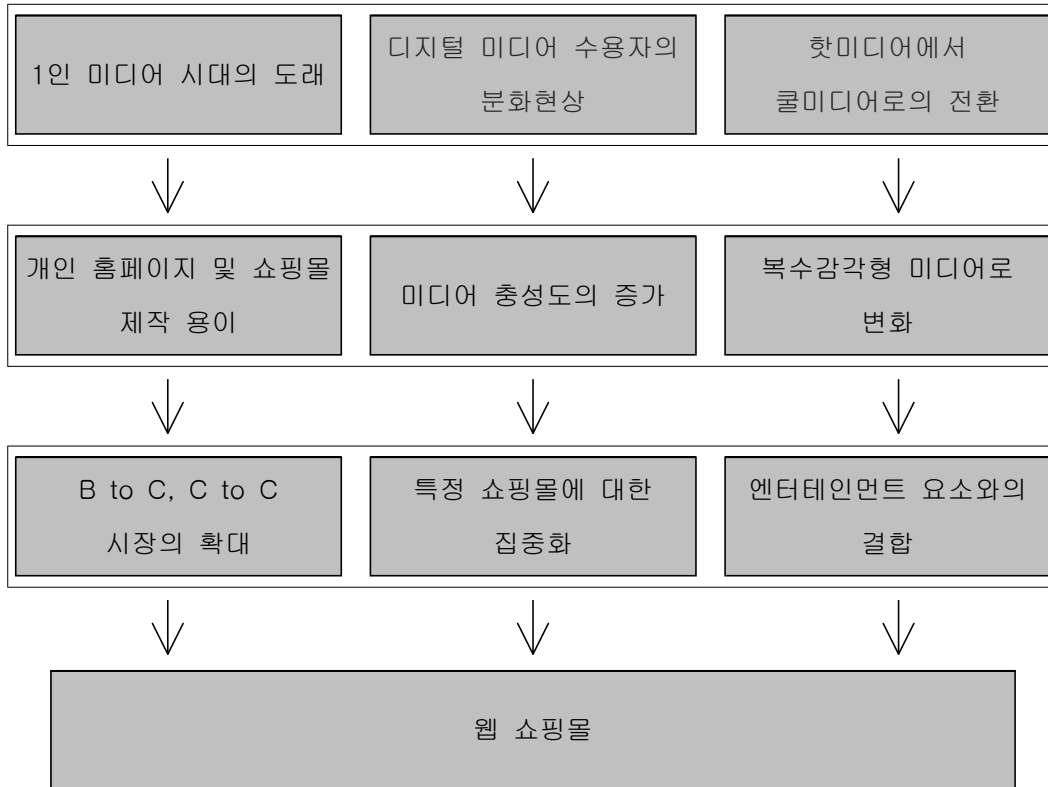 1인 미디어 시대의 도래
디지털 미디어 수용자의
분화현상
핫미디어에서
쿨미디어로의 전환
개인 홈페이지 및 쇼핑몰
제작 용이
미디어 충성도의 증가
복수감각형 미디어로
변화
B to C, C to C
시장의 확대
특정 쇼핑몰에 대한
집중화
엔터테인먼트 요소와의
결합
웹 쇼핑몰